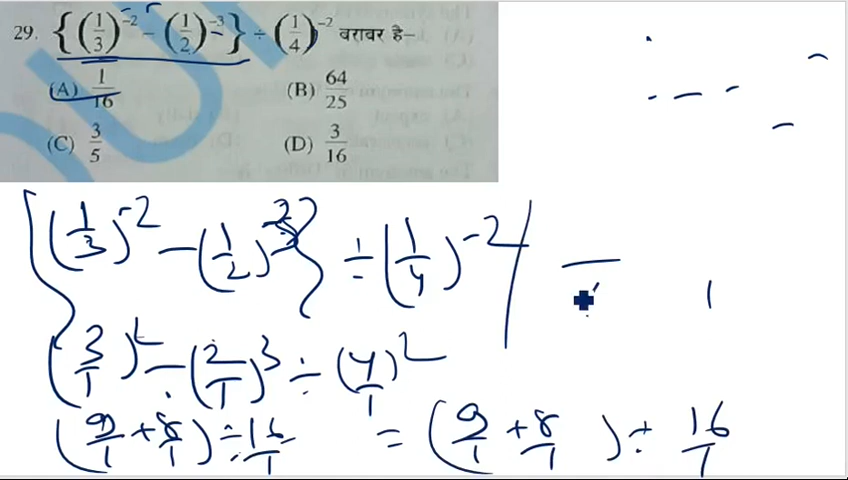 29. {(1/3)^-2 − (1/2)^-3} ÷ (1/4)^-2 बराबर है–
(A) 1/16 (B) 64/25
(C) 3/5 (D) 3/16
{(1/3)^-2 − (1/2)^-3} ÷ (1/4)^-2
(3/1)^2 − (2/1)^3 ÷ (4/1)^2
(9/1 + 8/1) ÷ 16/1 = (9/1 + 8/1) ÷ 16/1